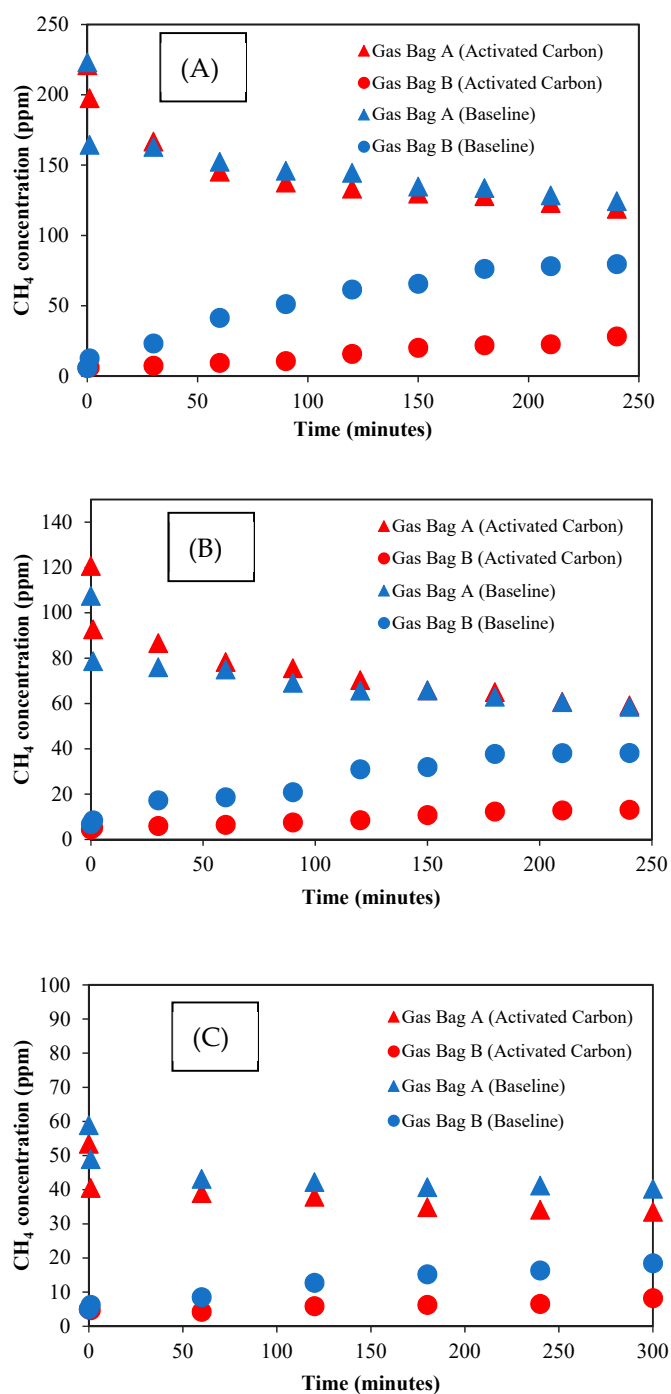 (A)
Gas Bag A (Activated Carbon)
Gas Bag B (Activated Carbon)
Gas Bag A (Baseline)
Gas Bag B (Baseline)
CH₄ concentration (ppm)
250
200
150
100
50
0
0 50 100 150 200 250
Time (minutes)
(B)
Gas Bag A (Activated Carbon)
Gas Bag B (Activated Carbon)
Gas Bag A (Baseline)
Gas Bag B (Baseline)
CH₄ concentration (ppm)
140
120
100
80
60
40
20
0
0 50 100 150 200 250
Time (minutes)
(C)
Gas Bag A (Activated Carbon)
Gas Bag B (Activated Carbon)
Gas Bag A (Baseline)
Gas Bag B (Baseline)
CH₄ concentration (ppm)
100
90
80
70
60
50
40
30
20
10
0
0 50 100 150 200 250 300
Time (minutes)